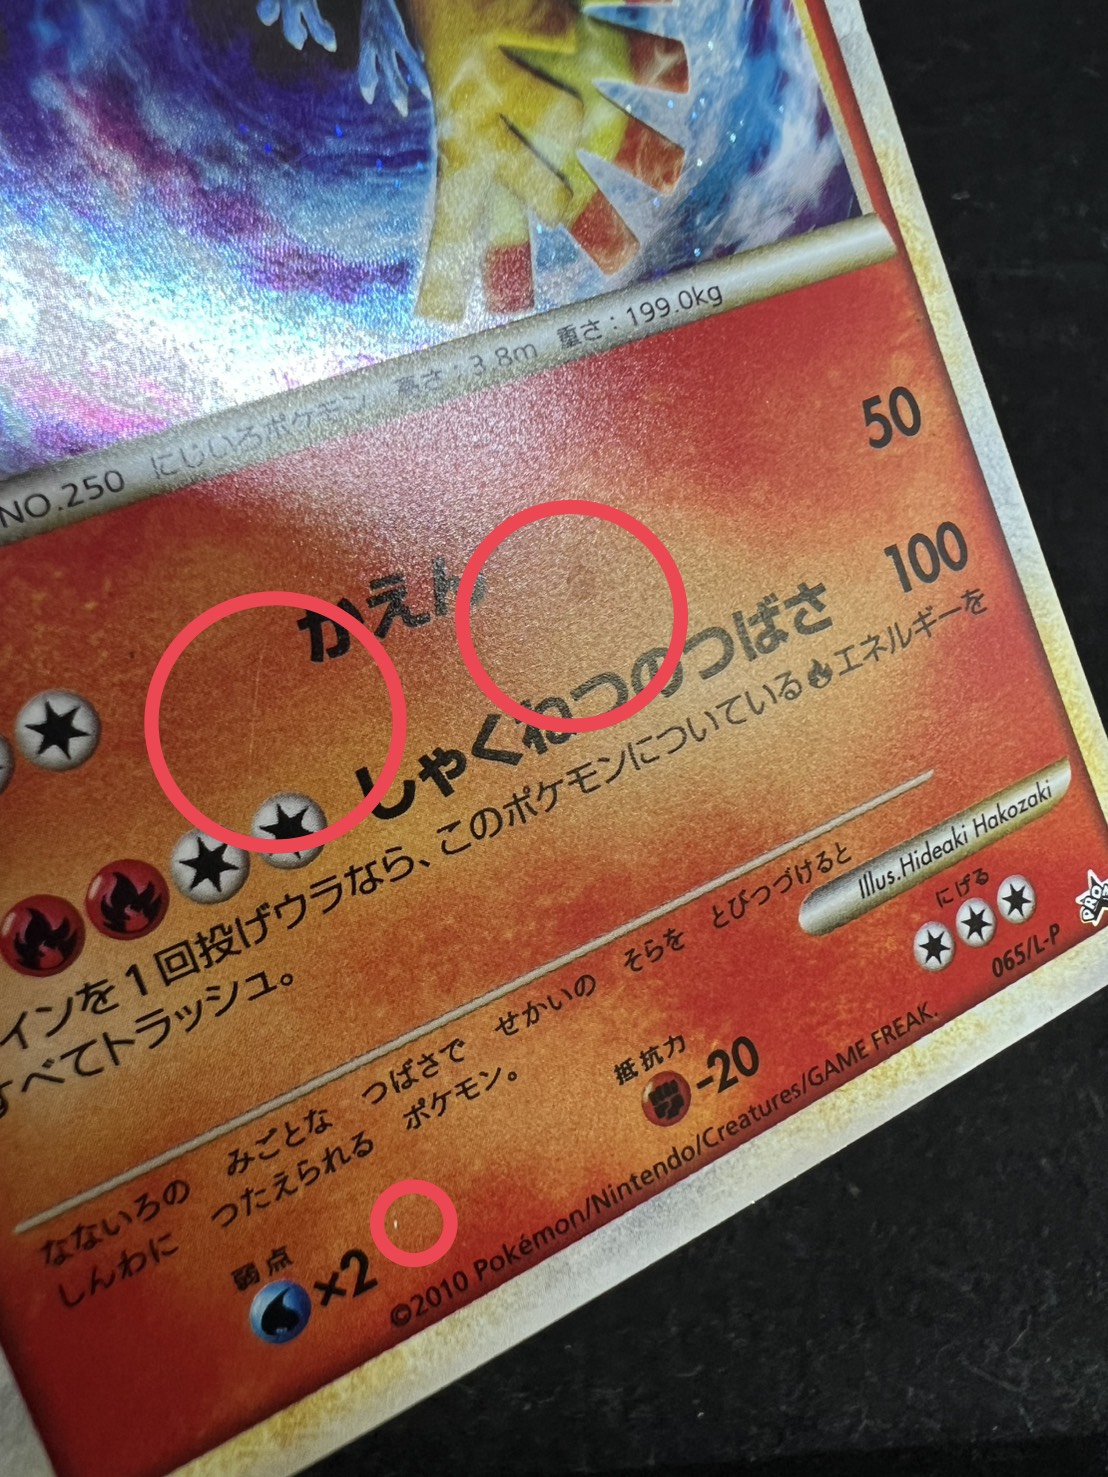 NO.250 にじいろポケモン 高さ：3.8m 重さ：199.0kg
かえん 50
しゃくねつのつばさ 100
インを１回投げウラなら、このポケモンについているエネルギーを
すべてトラッシュ。
Illus.Hideaki Hakozaki
なないろの みごとな つばさで せかいの そらを とびつづけると
しんわに つたえられる ポケモン。
にげる
弱点 ×2
抵抗力 -20
065/L-P
©2010 Pokémon/Nintendo/Creatures/GAME FREAK.